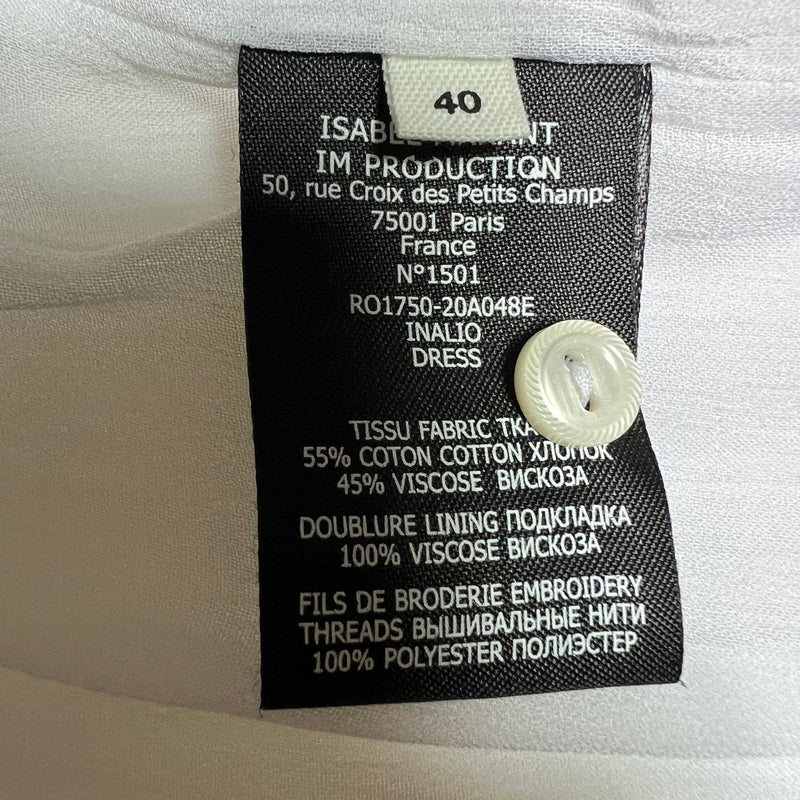 40
ISABEL
IM PRODUCTION
50, rue Croix des Petits Champs
75001 Paris
France
N°1501
RO1750-20A048E
INALIO
DRESS
TISSU FABRIC
55% COTON COTTON ХЛОПОК
45% VISCOSE ВИСКОЗА
DOUBLURE LINING ПОДКЛАДКА
100% VISCOSE ВИСКОЗА
FILS DE BRODERIE EMBROIDERY
THREADS ВЫШИВАЛЬНЫЕ НИТИ
100% POLYESTER ПОЛИЭСТЕР